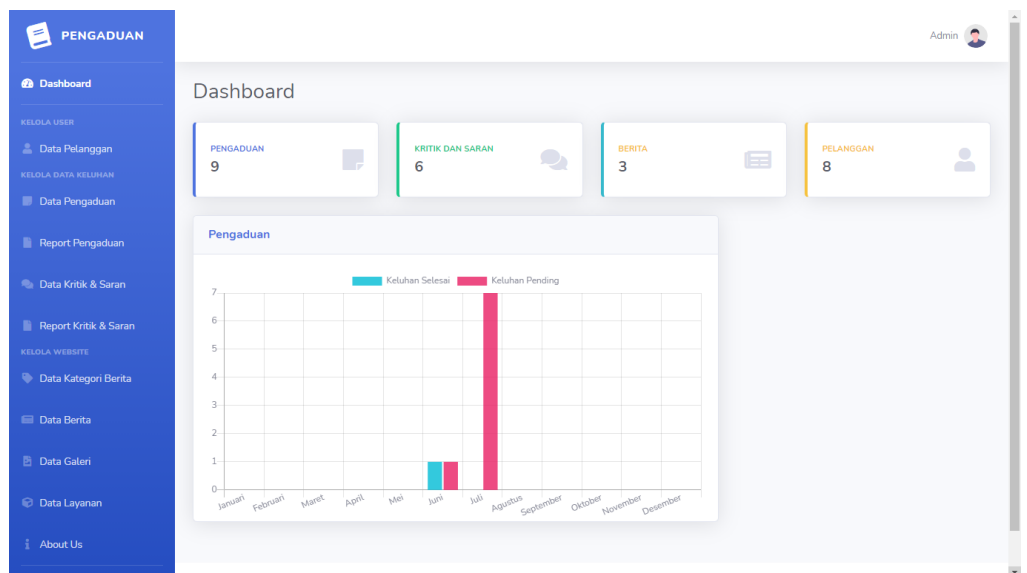 PENGADUAN
Admin
Dashboard
KELOLA USER
Data Pelanggan
KELOLA DATA KELUHAN
Data Pengaduan
Report Pengaduan
Data Kritik & Saran
Report Kritik & Saran
KELOLA WEBSITE
Data Kategori Berita
Data Berita
Data Galeri
Data Layanan
About Us
Dashboard
PENGADUAN
9
KRITIK DAN SARAN
6
BERITA
3
PELANGGAN
8
Pengaduan
Keluhan Selesai
Keluhan Pending
7
6
5
4
3
2
1
0
Januari
Februari
Maret
April
Mei
Juni
Juli
Agustus
September
Oktober
November
Desember